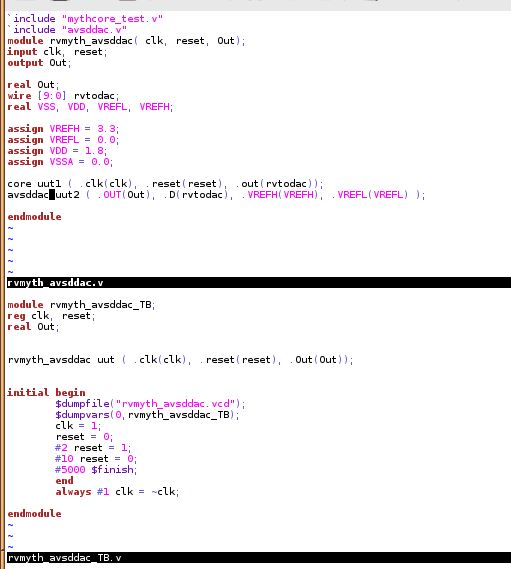 `include "mythcore_test.v"
`include "avsddac.v"
module rvmyth_avsddac( clk, reset, Out);
input clk, reset;
output Out;
real Out;
wire [9:0] rvtodac;
real VSS, VDD, VREFL, VREFH;
assign VREFH = 3.3;
assign VREFL = 0.0;
assign VDD = 1.8;
assign VSSA = 0.0;
core uut1 ( .clk(clk), .reset(reset), .out(rvtodac));
avsddac uut2 ( .OUT(Out), .D(rvtodac), .VREFH(VREFH), .VREFL(VREFL) );
endmodule
~
~
~
~
~
rvmyth_avsddac.v
module rvmyth_avsddac_TB;
reg clk, reset;
real Out;
rvmyth_avsddac uut ( .clk(clk), .reset(reset), .Out(Out));
initial begin
$dumpfile("rvmyth_avsddac.vcd");
$dumpvars(0,rvmyth_avsddac_TB);
clk = 1;
reset = 0;
#2 reset = 1;
#10 reset = 0;
#5000 $finish;
end
always #1 clk = ~clk;
endmodule
~
~
~
rvmyth_avsddac_TB.v